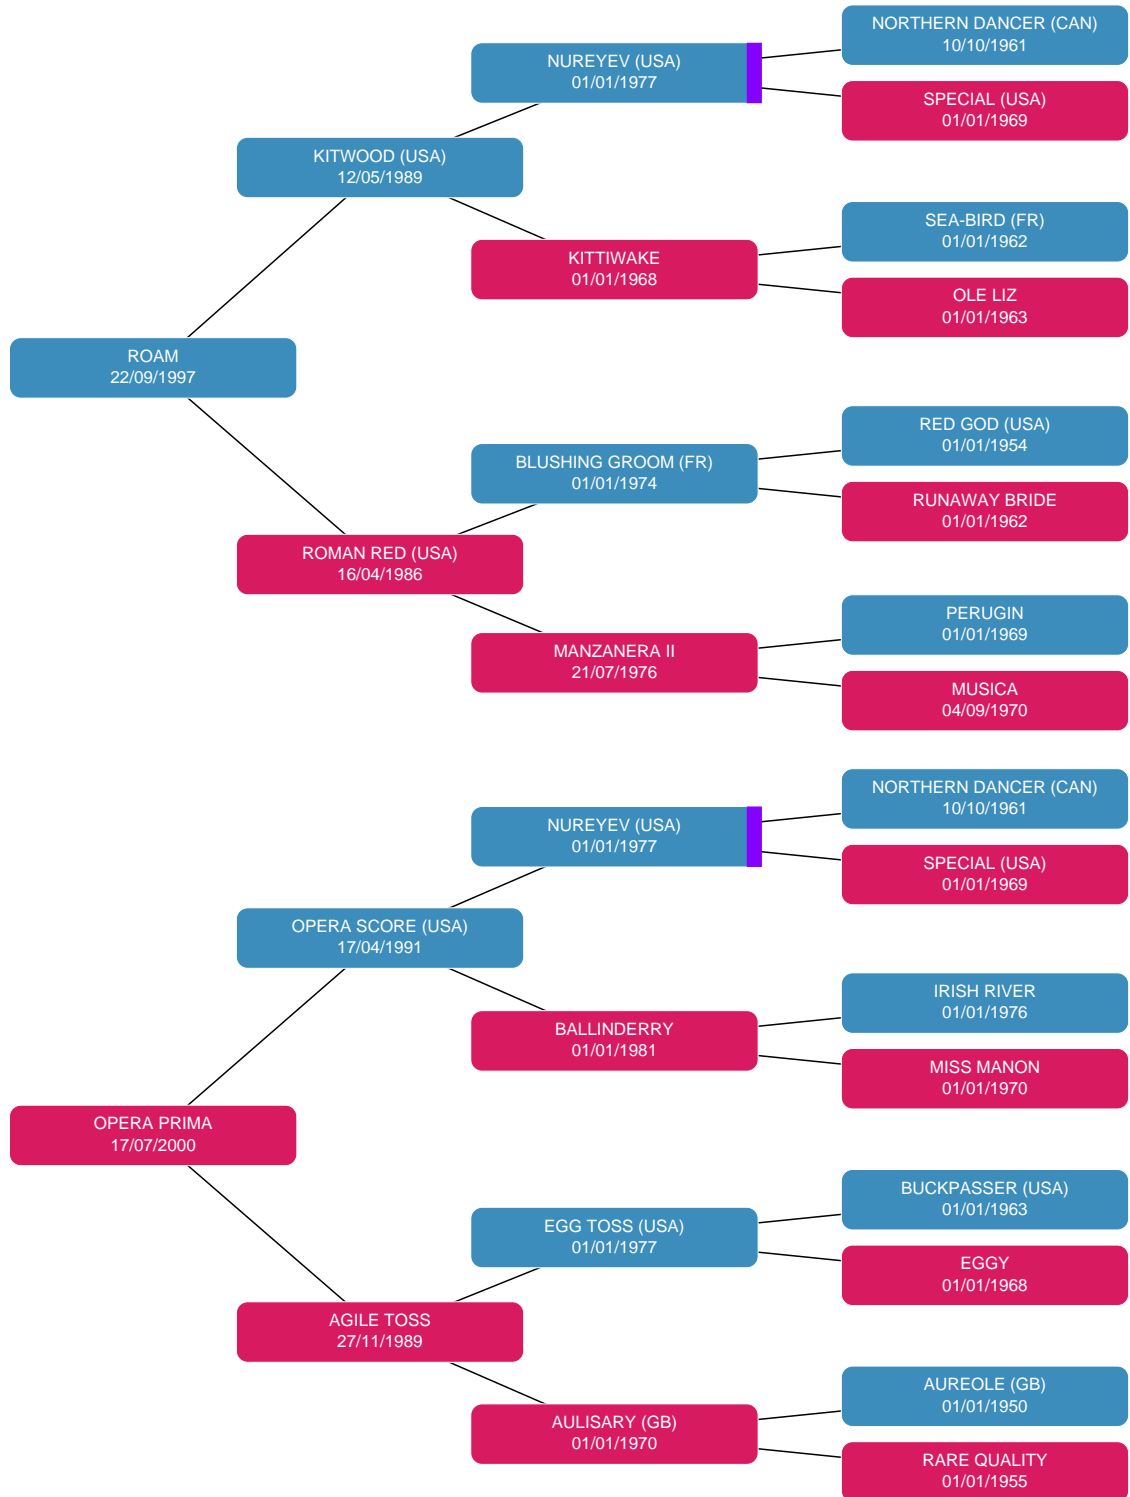 NORTHERN DANCER (CAN)
10/10/1961
NUREYEV (USA)
01/01/1977
SPECIAL (USA)
01/01/1969
KITWOOD (USA)
12/05/1989
SEA-BIRD (FR)
01/01/1962
KITTIWAKE
01/01/1968
OLE LIZ
01/01/1963
ROAM
22/09/1997
RED GOD (USA)
01/01/1954
BLUSHING GROOM (FR)
01/01/1974
RUNAWAY BRIDE
01/01/1962
ROMAN RED (USA)
16/04/1986
PERUGIN
01/01/1969
MANZANERA II
21/07/1976
MUSICA
04/09/1970
NORTHERN DANCER (CAN)
10/10/1961
NUREYEV (USA)
01/01/1977
SPECIAL (USA)
01/01/1969
OPERA SCORE (USA)
17/04/1991
IRISH RIVER
01/01/1976
BALLINDERRY
01/01/1981
MISS MANON
01/01/1970
OPERA PRIMA
17/07/2000
BUCKPASSER (USA)
01/01/1963
EGG TOSS (USA)
01/01/1977
EGGY
01/01/1968
AGILE TOSS
27/11/1989
AUREOLE (GB)
01/01/1950
AULISARY (GB)
01/01/1970
RARE QUALITY
01/01/1955